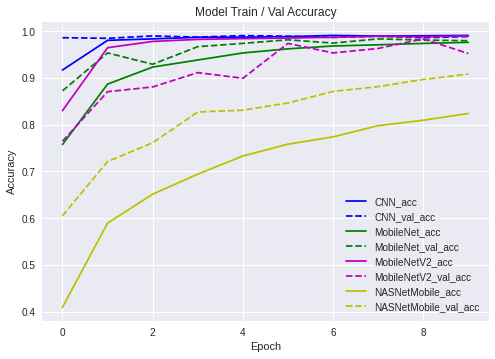 Model Train / Val Accuracy
1.0
0.9
0.8
0.7
0.6
0.5
0.4
Accuracy
CNN_acc
CNN_val_acc
MobileNet_acc
MobileNet_val_acc
MobileNetV2_acc
MobileNetV2_val_acc
NASNetMobile_acc
NASNetMobile_val_acc
0 2 4 6 8
Epoch